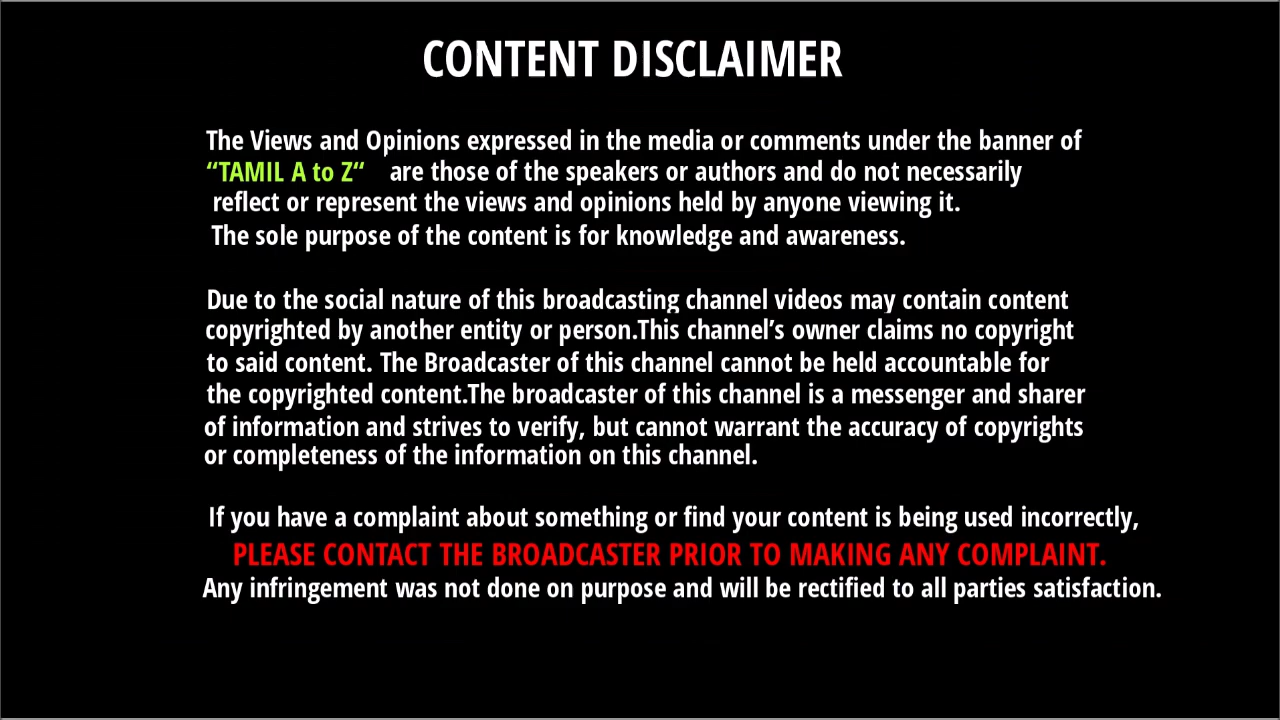 CONTENT DISCLAIMER
The Views and Opinions expressed in the media or comments under the banner of
“TAMIL A to Z“ are those of the speakers or authors and do not necessarily
reflect or represent the views and opinions held by anyone viewing it.
The sole purpose of the content is for knowledge and awareness.
Due to the social nature of this broadcasting channel videos may contain content
copyrighted by another entity or person.This channel’s owner claims no copyright
to said content. The Broadcaster of this channel cannot be held accountable for
the copyrighted content.The broadcaster of this channel is a messenger and sharer
of information and strives to verify, but cannot warrant the accuracy of copyrights
or completeness of the information on this channel.
If you have a complaint about something or find your content is being used incorrectly,
PLEASE CONTACT THE BROADCASTER PRIOR TO MAKING ANY COMPLAINT.
Any infringement was not done on purpose and will be rectified to all parties satisfaction.